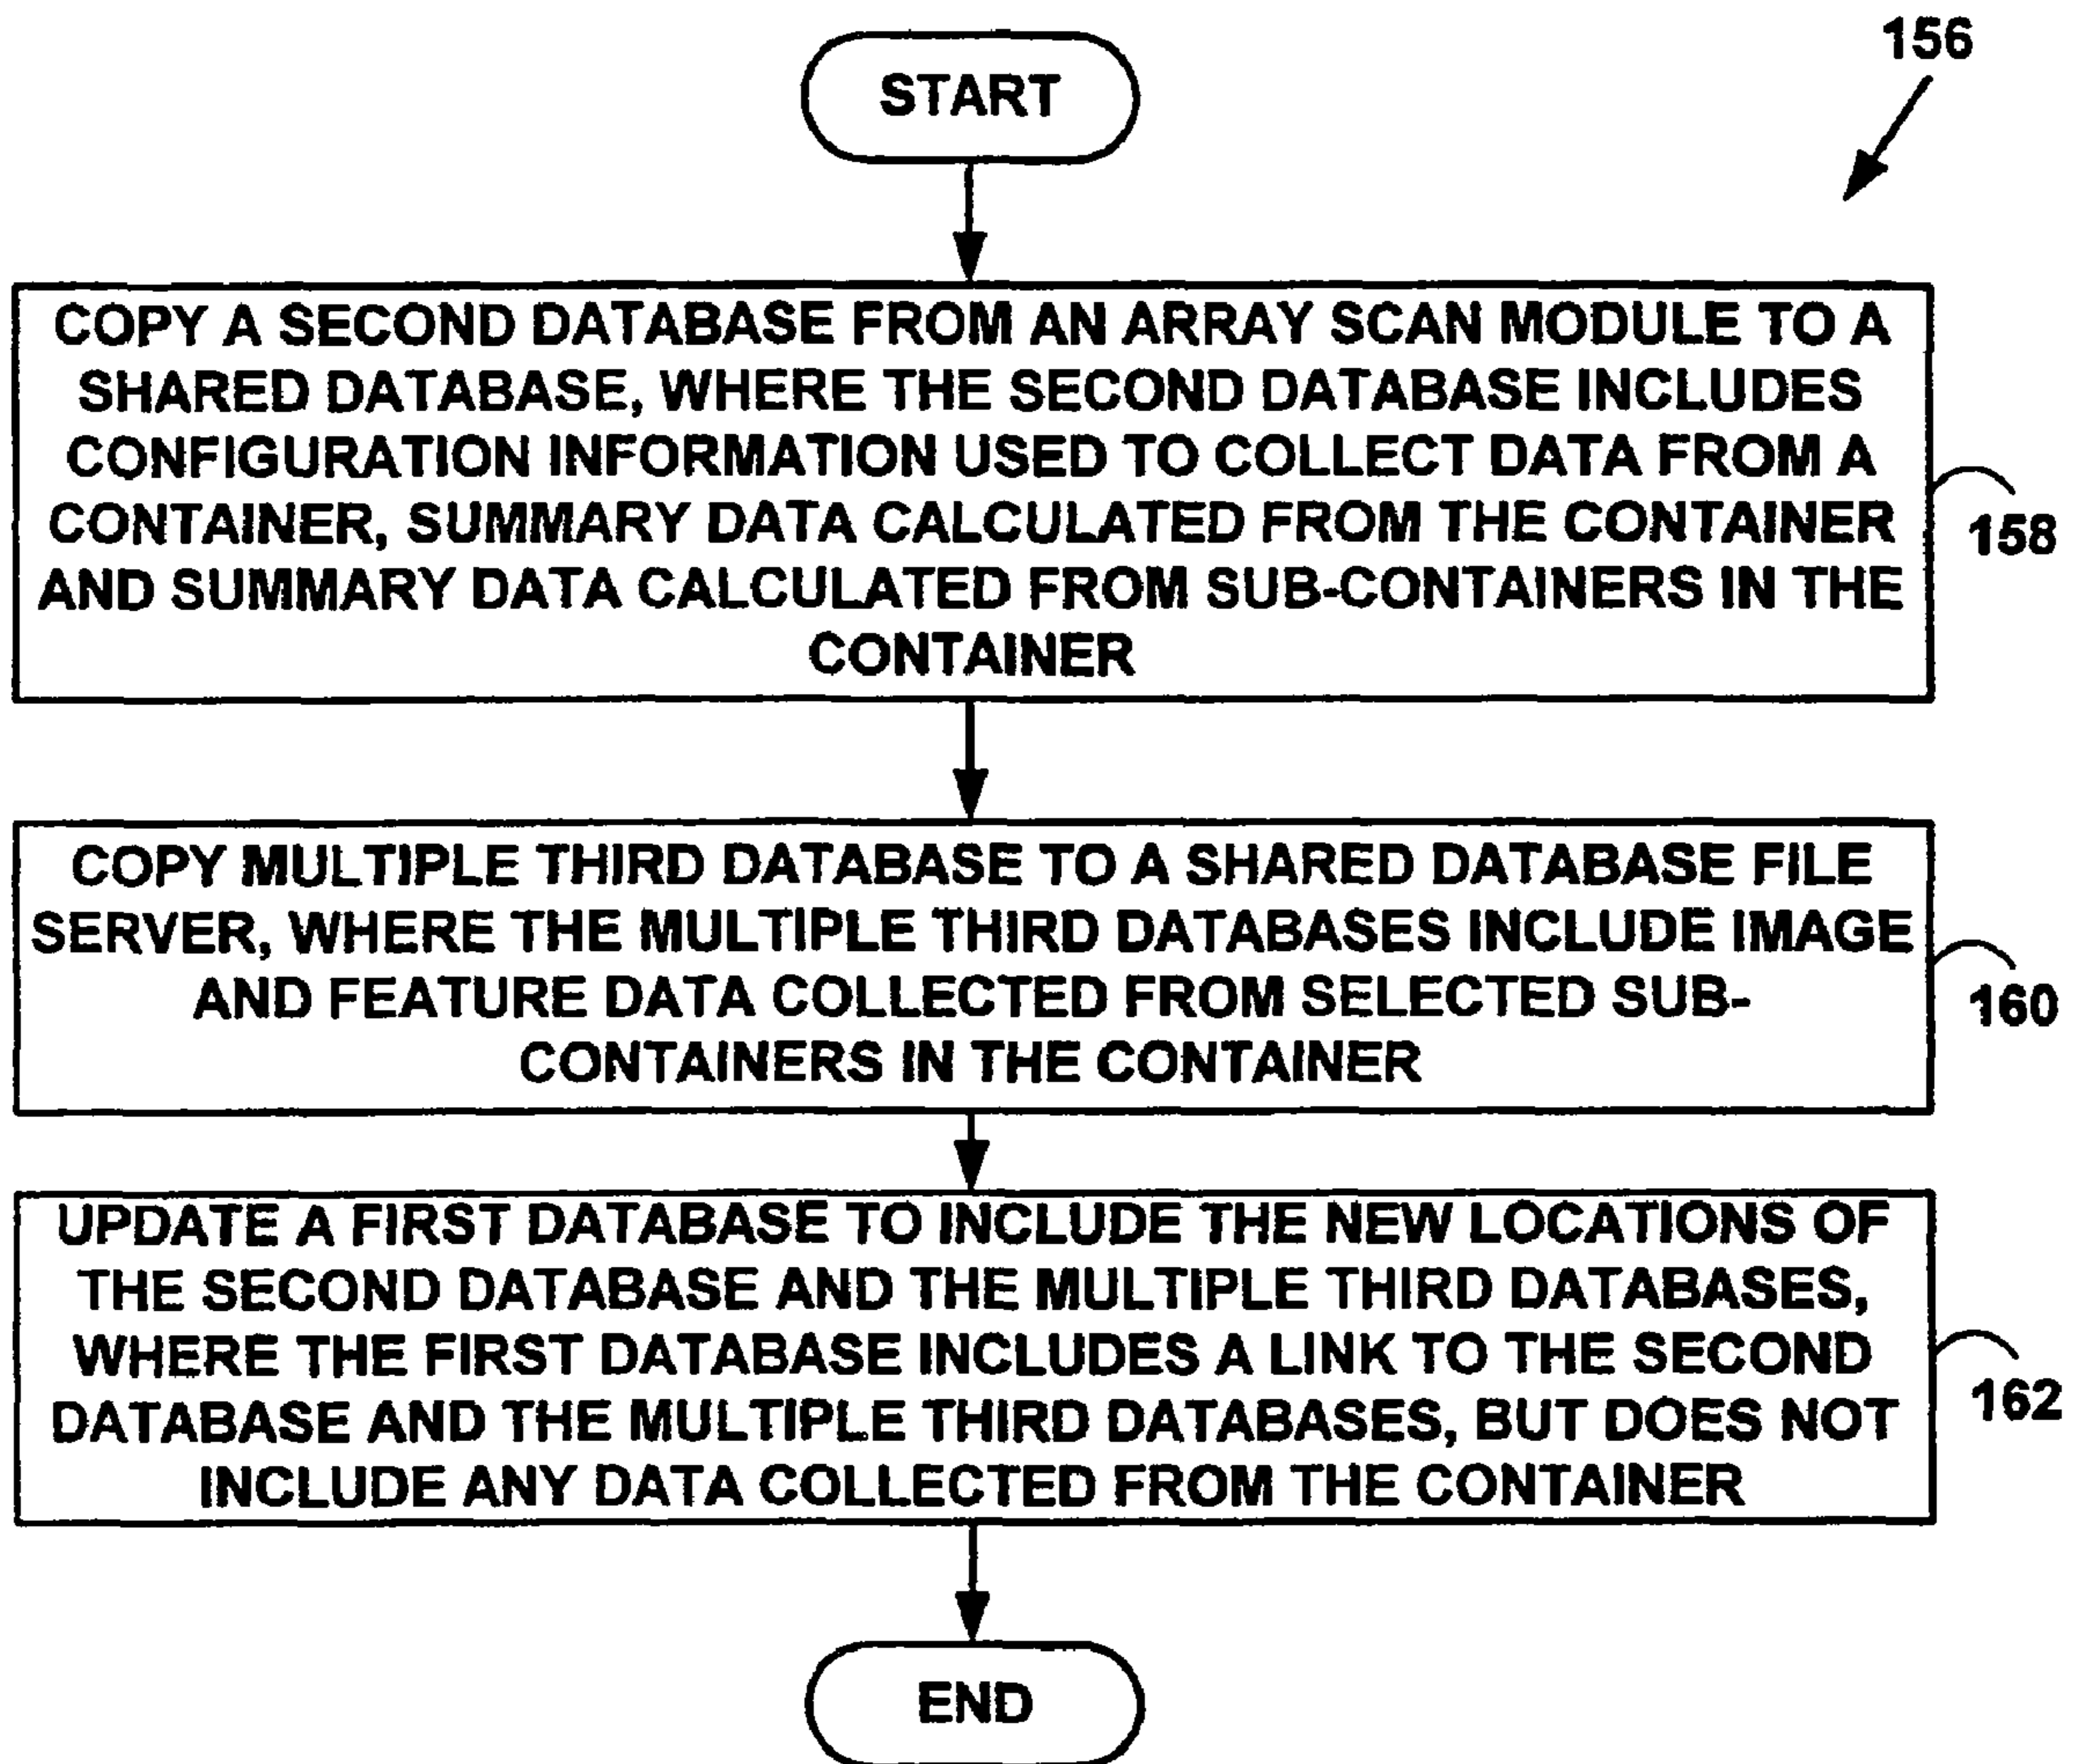 156
START
COPY A SECOND DATABASE FROM AN ARRAY SCAN MODULE TO A
SHARED DATABASE, WHERE THE SECOND DATABASE INCLUDES
CONFIGURATION INFORMATION USED TO COLLECT DATA FROM A
CONTAINER, SUMMARY DATA CALCULATED FROM THE CONTAINER
AND SUMMARY DATA CALCULATED FROM SUB-CONTAINERS IN THE
CONTAINER
158
COPY MULTIPLE THIRD DATABASE TO A SHARED DATABASE FILE
SERVER, WHERE THE MULTIPLE THIRD DATABASES INCLUDE IMAGE
AND FEATURE DATA COLLECTED FROM SELECTED SUB-
CONTAINERS IN THE CONTAINER
160
UPDATE A FIRST DATABASE TO INCLUDE THE NEW LOCATIONS OF
THE SECOND DATABASE AND THE MULTIPLE THIRD DATABASES,
WHERE THE FIRST DATABASE INCLUDES A LINK TO THE SECOND
DATABASE AND THE MULTIPLE THIRD DATABASES, BUT DOES NOT
INCLUDE ANY DATA COLLECTED FROM THE CONTAINER
162
END